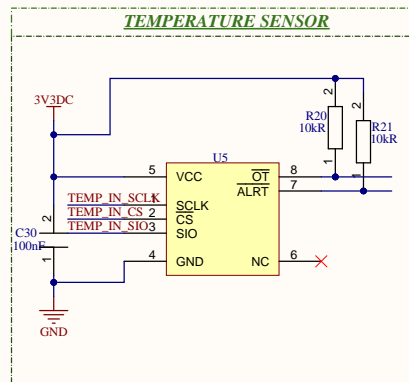 TEMPERATURE SENSOR
3V3DC
2
R20
10kR
1
2
R21
10kR
1
U5
5 VCC
OT 8
ALRT 7
TEMP_IN_SCLK 1 SCLK
TEMP_IN_CS 2 CS
TEMP_IN_SIO 3 SIO
2
C30
100nF
1
4 GND
NC 6
GND